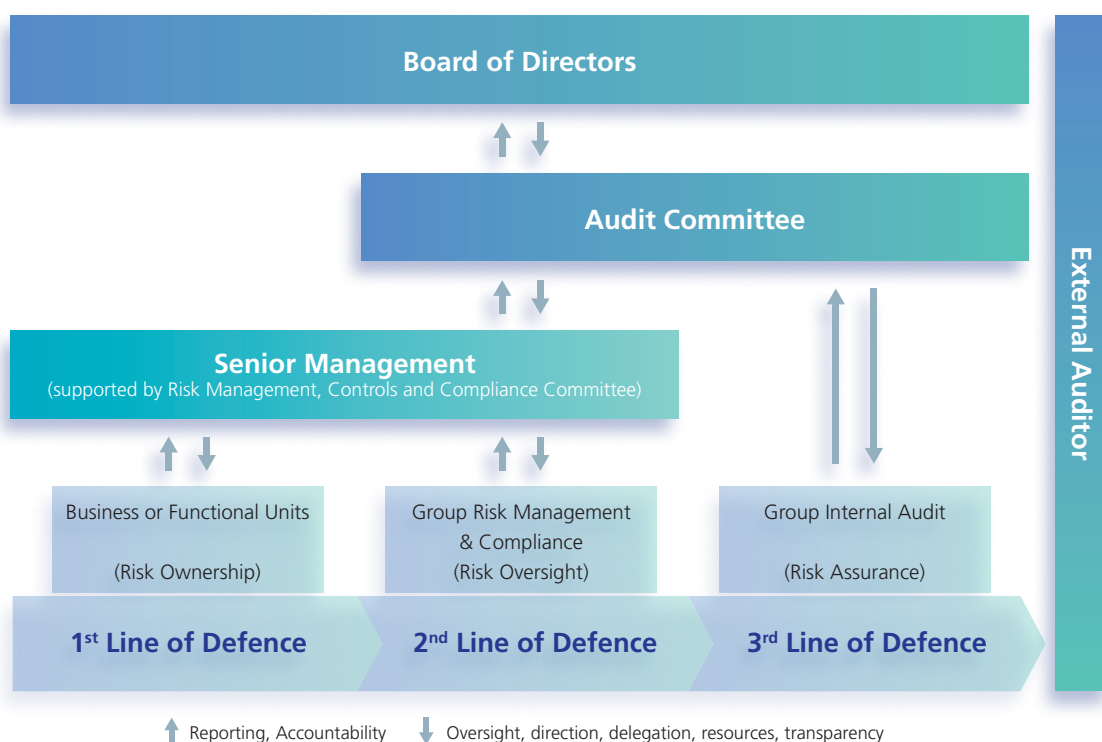 Board of Directors
Audit Committee
External Auditor
Senior Management
(supported by Risk Management, Controls and Compliance Committee)
Business or Functional Units
(Risk Ownership)
Group Risk Management
& Compliance
(Risk Oversight)
Group Internal Audit
(Risk Assurance)
1st Line of Defence
2nd Line of Defence
3rd Line of Defence
Reporting, Accountability
Oversight, direction, delegation, resources, transparency